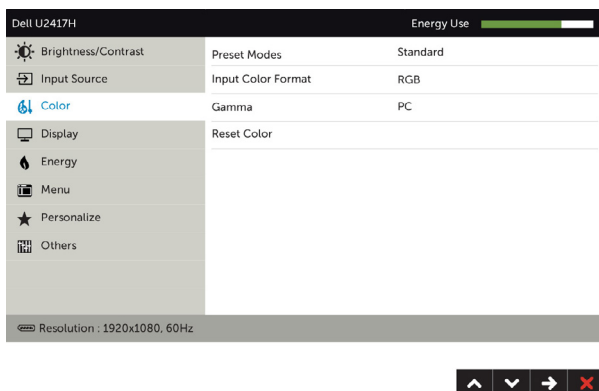 Dell U2417H Energy Use
Brightness/Contrast
Input Source
Color
Display
Energy
Menu
Personalize
Others
Preset Modes Standard
Input Color Format RGB
Gamma PC
Reset Color
Resolution : 1920x1080, 60Hz